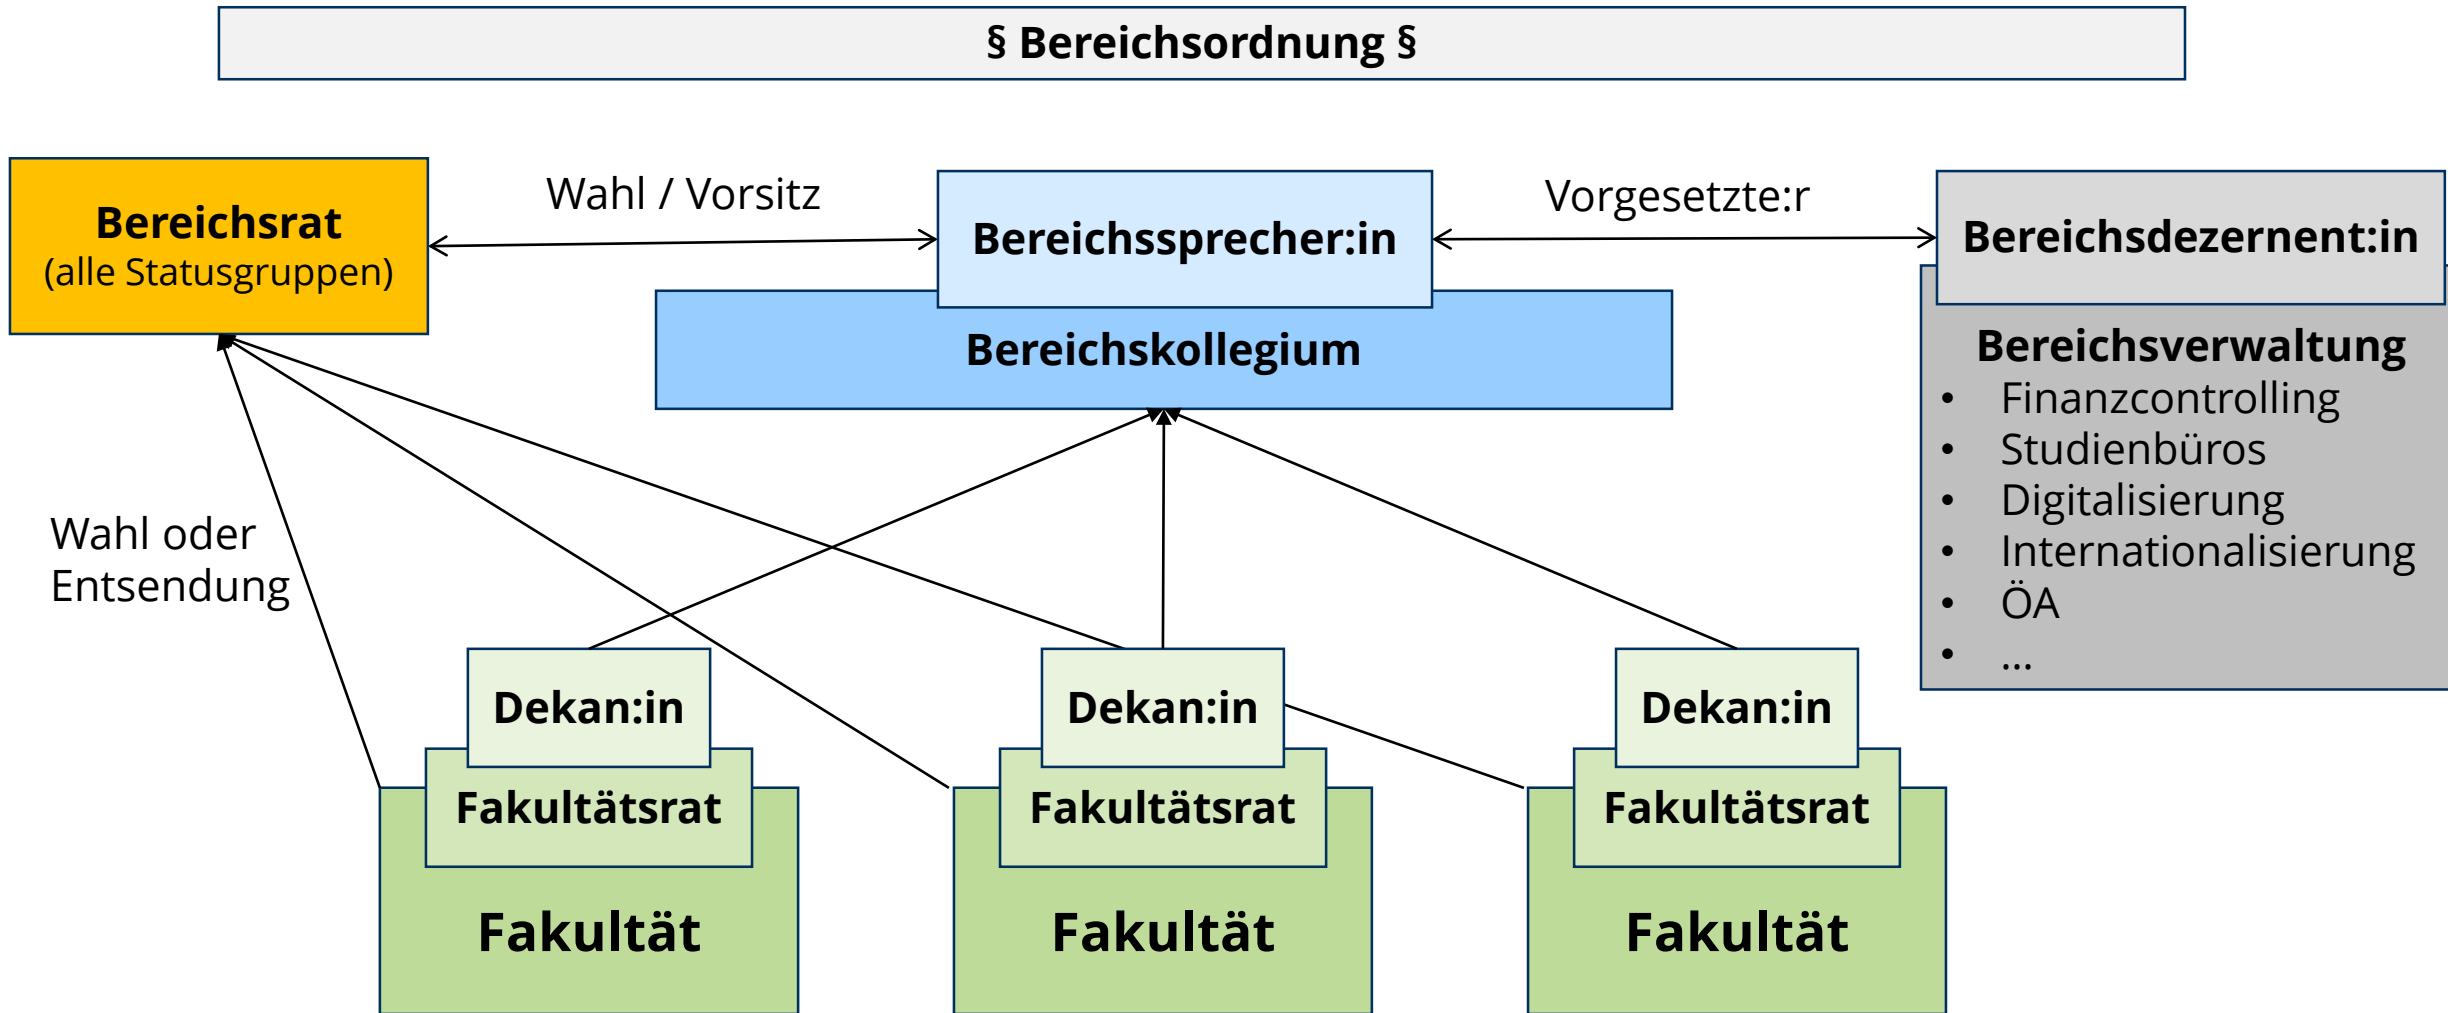 § Bereichsordnung §
Bereichsrat
(alle Statusgruppen)
Wahl / Vorsitz
Bereichssprecher:in
Vorgesetzte:r
Bereichsdezernent:in
Bereichskollegium
Bereichsverwaltung
• Finanzcontrolling
• Studienbüros
• Digitalisierung
• Internationalisierung
• ÖA
• ...
Wahl oder
Entsendung
Dekan:in
Dekan:in
Dekan:in
Fakultätsrat
Fakultätsrat
Fakultätsrat
Fakultät
Fakultät
Fakultät